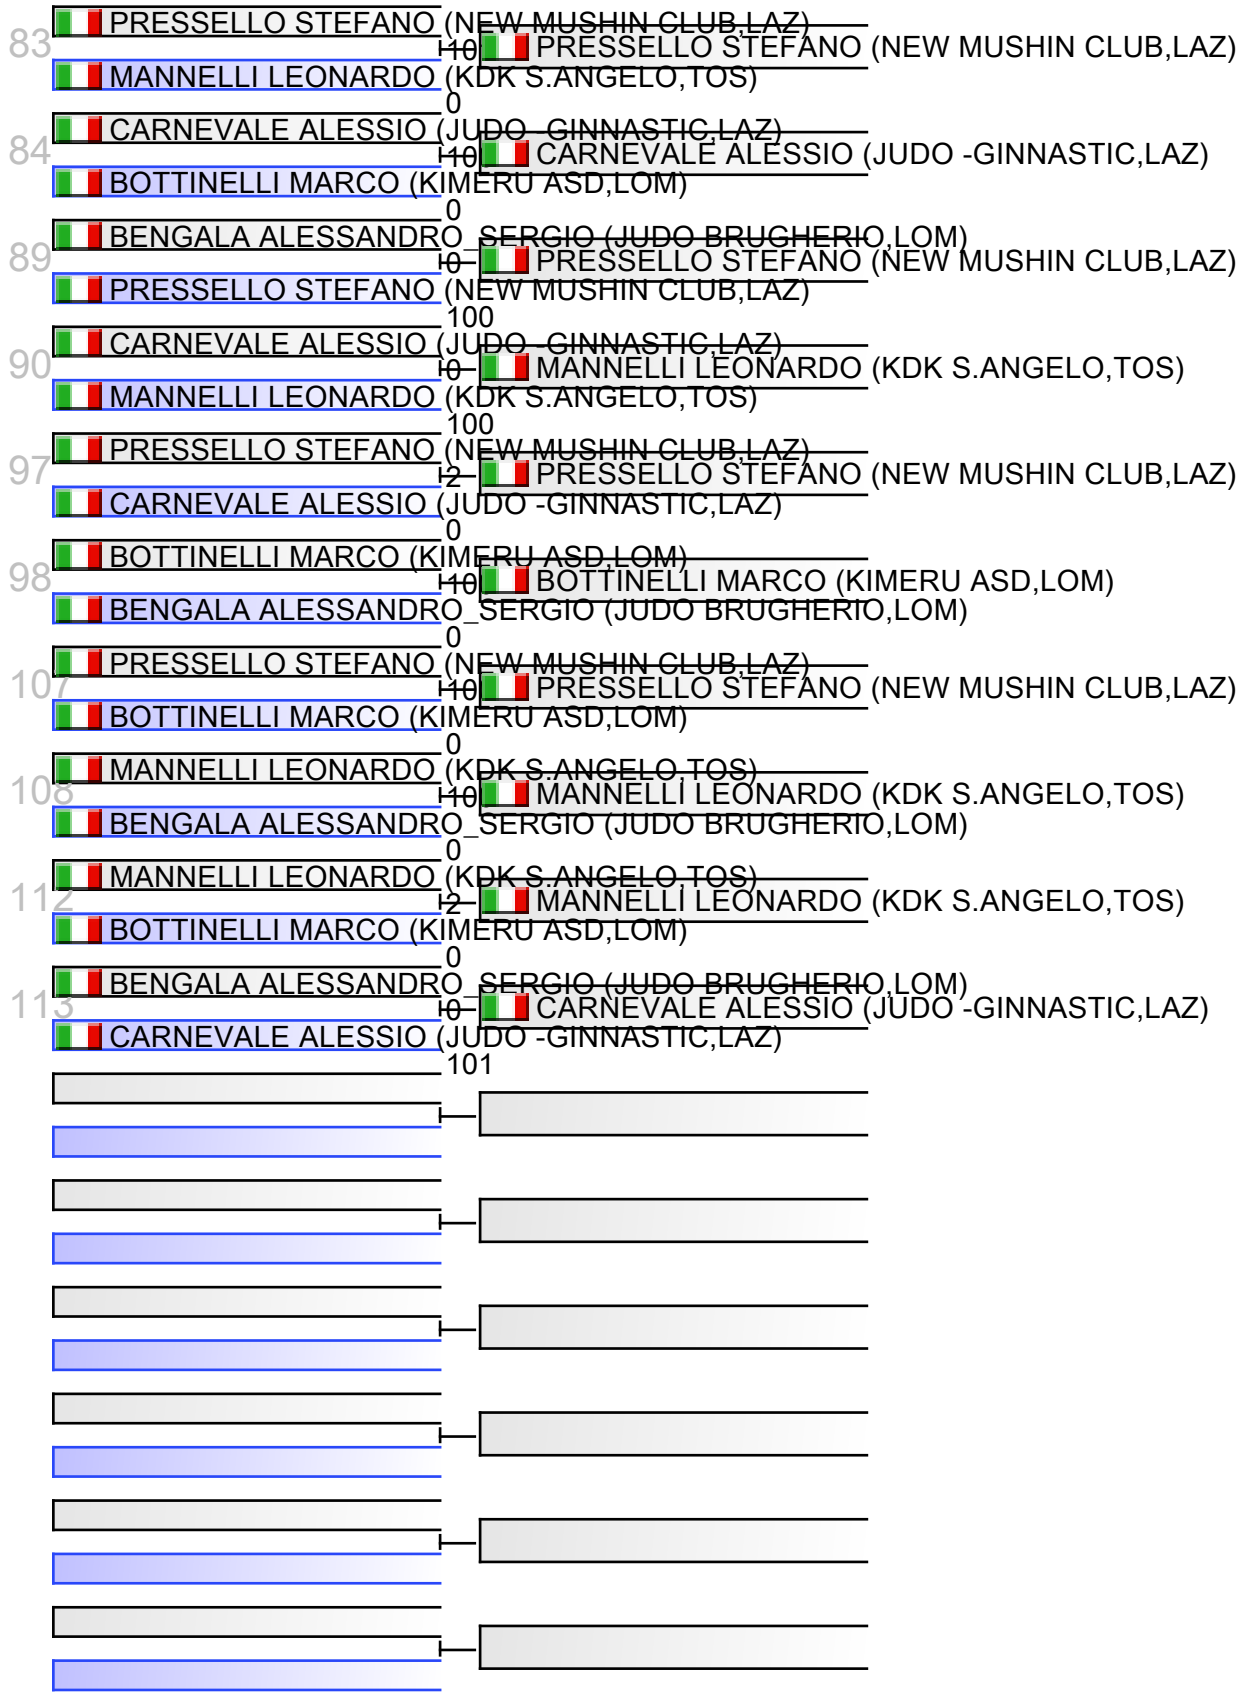 PRESSELLO STEFANO (NEW MUSHIN CLUB,LAZ)
83
10 PRESSELLO STEFANO (NEW MUSHIN CLUB,LAZ)
MANNELLI LEONARDO (KDK S.ANGELO,TOS)
0
CARNEVALE ALESSIO (JUDO -GINNASTIC,LAZ)
84
10 CARNEVALE ALESSIO (JUDO -GINNASTIC,LAZ)
BOTTINELLI MARCO (KIMERU ASD,LOM)
0
BENGALA ALESSANDRO_SERGIO (JUDO BRUGHERIO,LOM)
89
0 PRESSELLO STEFANO (NEW MUSHIN CLUB,LAZ)
PRESSELLO STEFANO (NEW MUSHIN CLUB,LAZ)
100
CARNEVALE ALESSIO (JUDO -GINNASTIC,LAZ)
90
0 MANNELLI LEONARDO (KDK S.ANGELO,TOS)
MANNELLI LEONARDO (KDK S.ANGELO,TOS)
100
PRESSELLO STEFANO (NEW MUSHIN CLUB,LAZ)
97
2 PRESSELLO STEFANO (NEW MUSHIN CLUB,LAZ)
CARNEVALE ALESSIO (JUDO -GINNASTIC,LAZ)
0
BOTTINELLI MARCO (KIMERU ASD,LOM)
98
10 BOTTINELLI MARCO (KIMERU ASD,LOM)
BENGALA ALESSANDRO_SERGIO (JUDO BRUGHERIO,LOM)
0
PRESSELLO STEFANO (NEW MUSHIN CLUB,LAZ)
107
10 PRESSELLO STEFANO (NEW MUSHIN CLUB,LAZ)
BOTTINELLI MARCO (KIMERU ASD,LOM)
0
MANNELLI LEONARDO (KDK S.ANGELO,TOS)
108
10 MANNELLI LEONARDO (KDK S.ANGELO,TOS)
BENGALA ALESSANDRO_SERGIO (JUDO BRUGHERIO,LOM)
0
MANNELLI LEONARDO (KDK S.ANGELO,TOS)
112
2 MANNELLI LEONARDO (KDK S.ANGELO,TOS)
BOTTINELLI MARCO (KIMERU ASD,LOM)
0
BENGALA ALESSANDRO_SERGIO (JUDO BRUGHERIO,LOM)
113
0 CARNEVALE ALESSIO (JUDO -GINNASTIC,LAZ)
CARNEVALE ALESSIO (JUDO -GINNASTIC,LAZ)
101